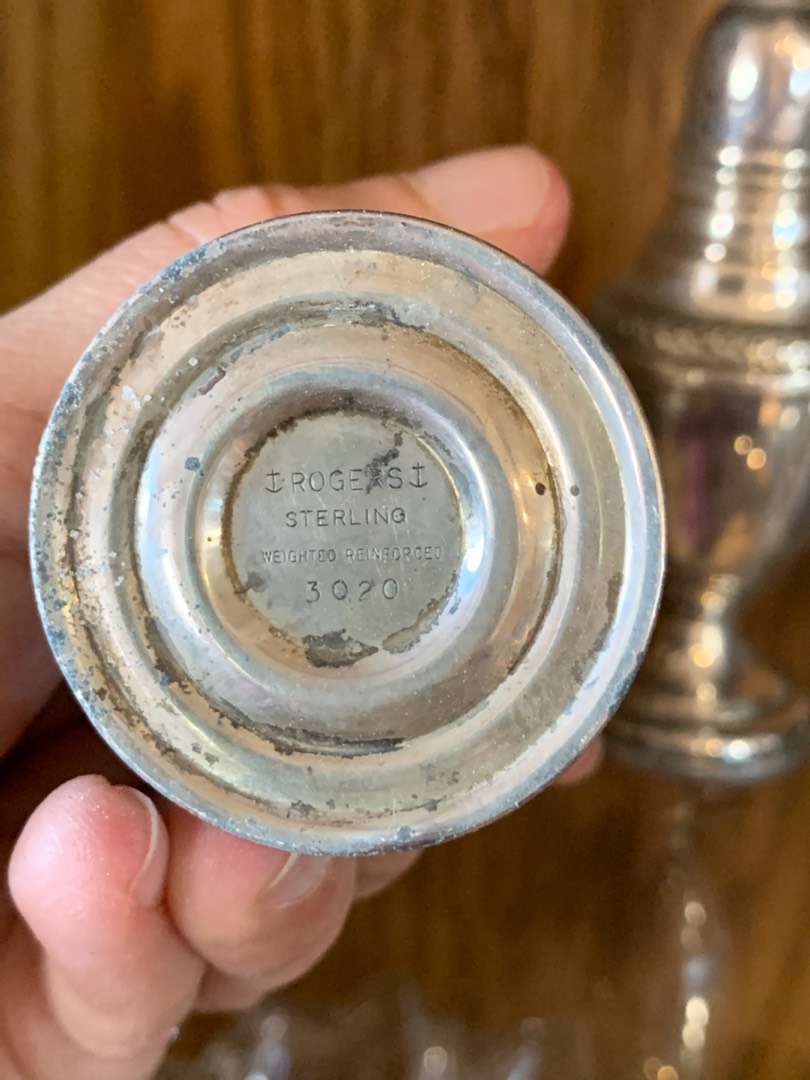 ⚓ROGERS⚓
STERLING
WEIGHTED REINFORCED
3020